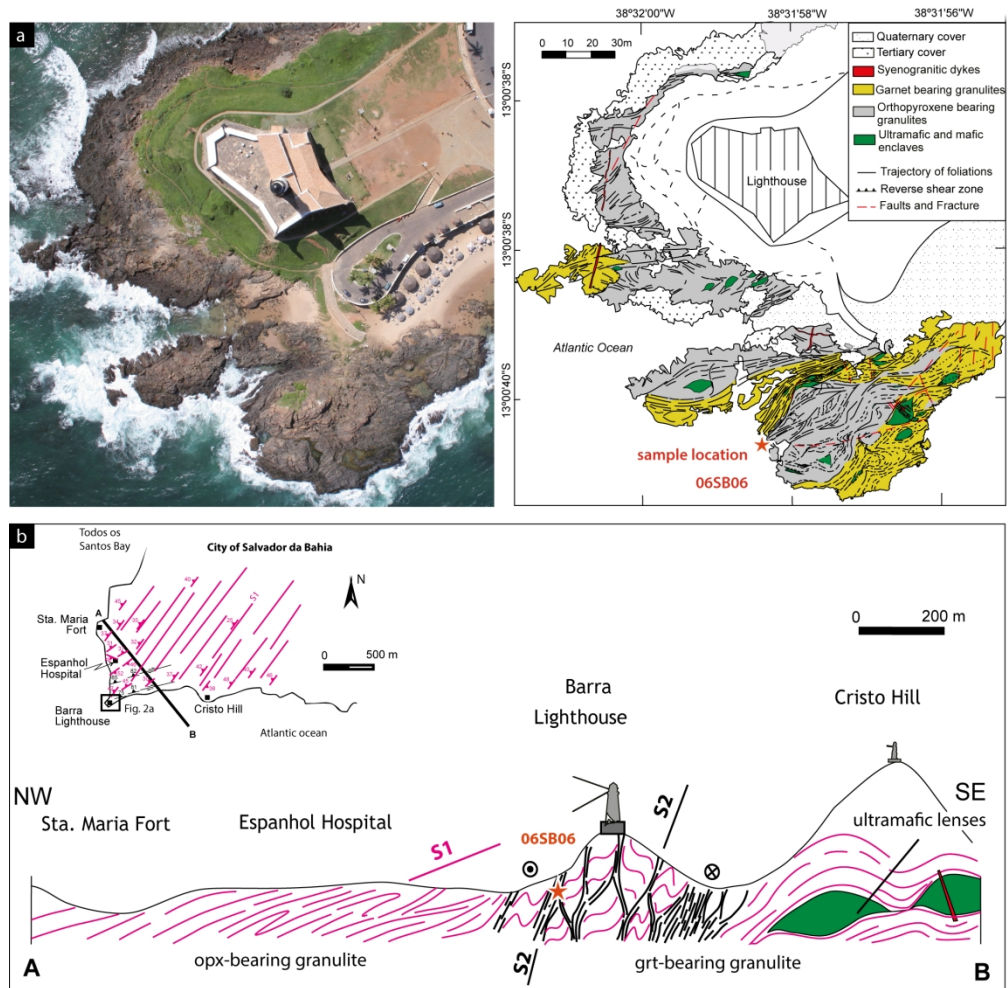 a
38°32'00"W
38°31'58"W
38°31'56"W
0 10 20 30m
13°00'38"S
13°00'38"S
13°00'40"S
Quaternary cover
Tertiary cover
Syenogranitic dykes
Garnet bearing granulites
Orthopyroxene bearing
granulites
Ultramafic and mafic
enclaves
Trajectory of foliations
Reverse shear zone
Faults and Fracture
Lighthouse
Atlantic Ocean
sample location
06SB06
b
Todos os
Santos Bay
City of Salvador da Bahia
N
A
Sta. Maria
Fort
S1
Espanhol
Hospital
0 500 m
Barra
Lighthouse
Fig. 2a
Cristo Hill
B
Atlantic ocean
0 200 m
Barra
Lighthouse
Cristo Hill
NW
SE
Sta. Maria Fort
Espanhol Hospital
S1
06SB06
S2
ultramafic lenses
S2
opx-bearing granulite
grt-bearing granulite
A
B